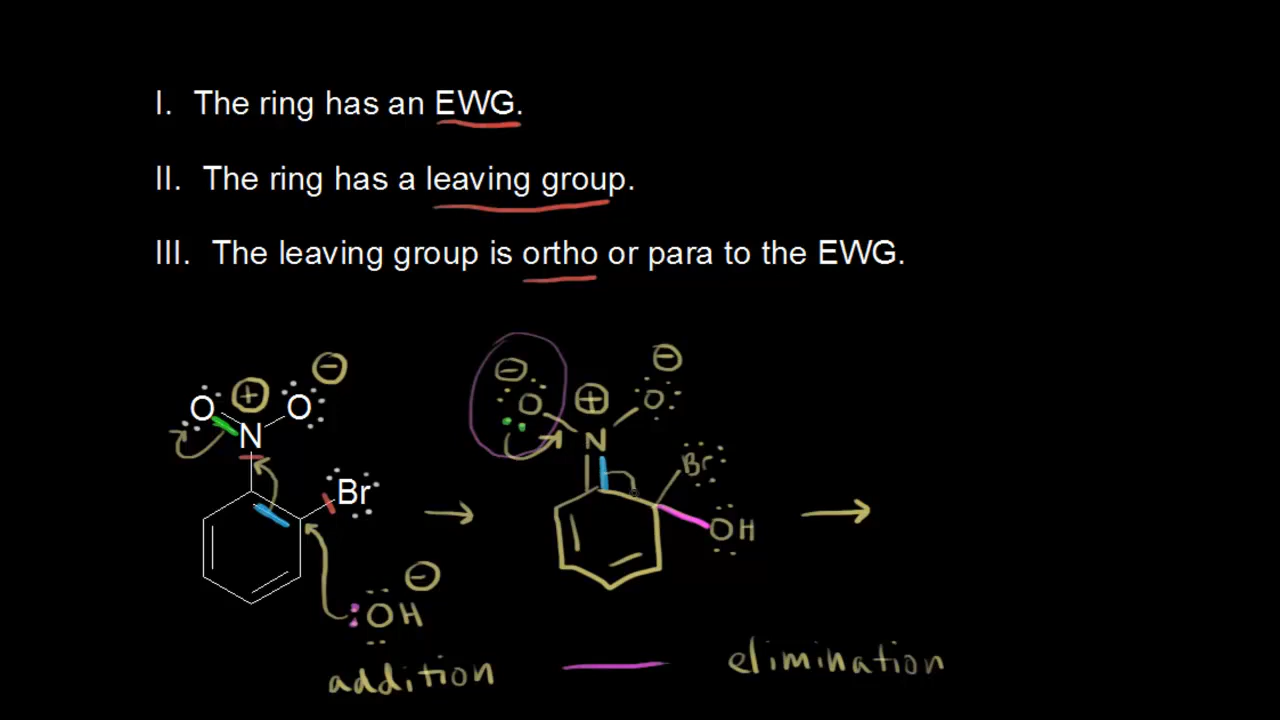 I. The ring has an EWG.
II. The ring has a leaving group.
III. The leaving group is ortho or para to the EWG.
O + N O −
Br
:OH −
− O + N O −
Br
OH
addition — elimination